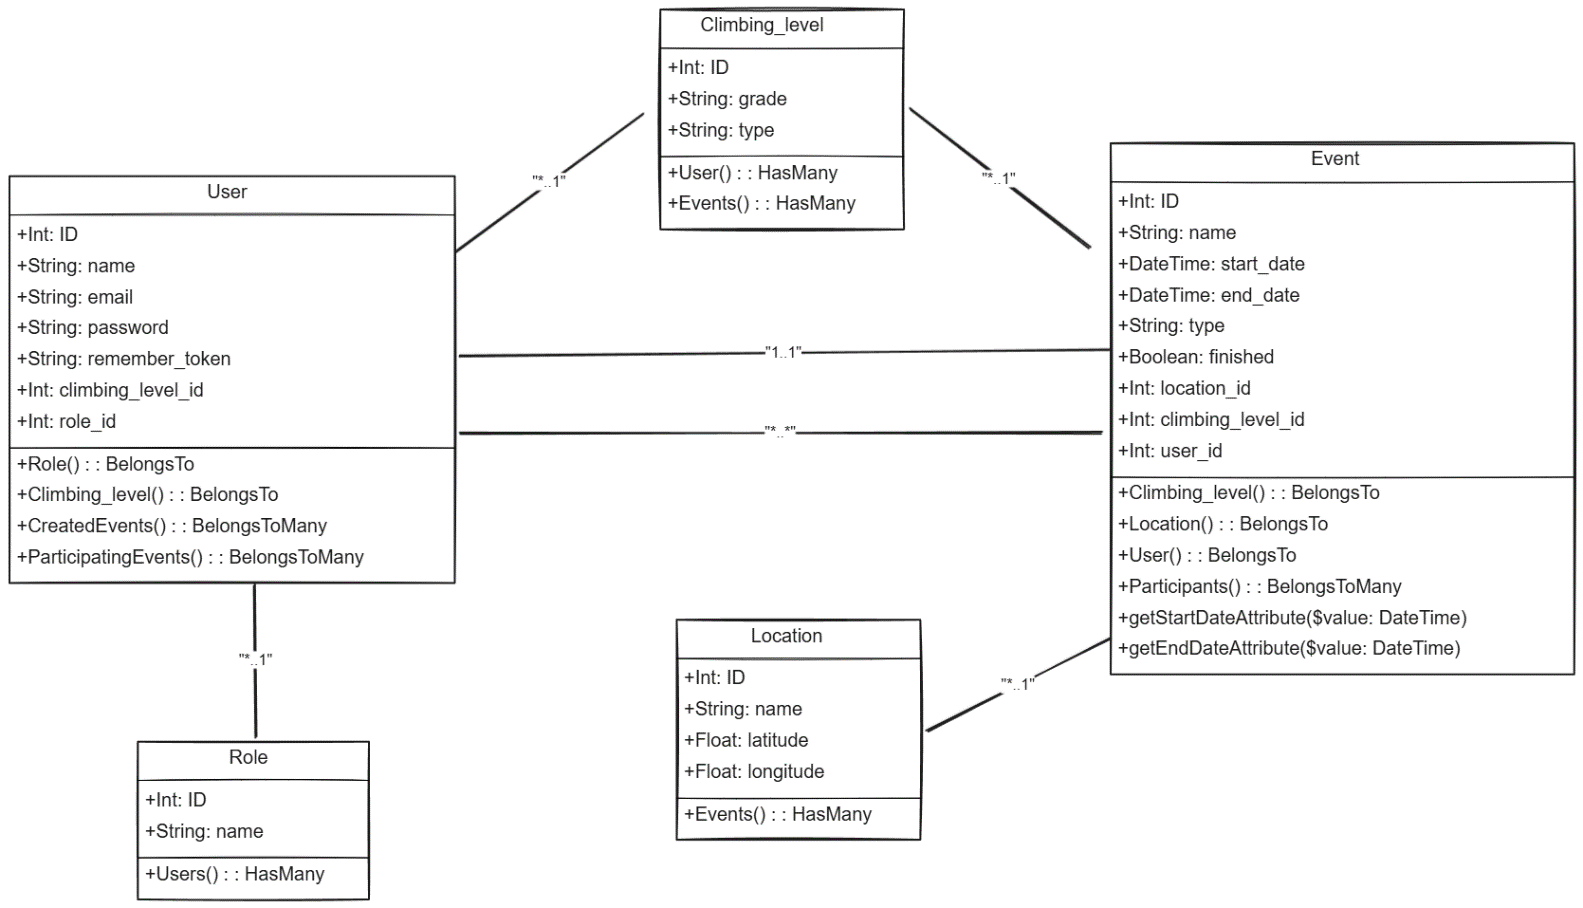 Climbing_level
+Int: ID
+String: grade
+String: type
+User() : : HasMany
+Events() : : HasMany
"*..1"
"*..1"
User
+Int: ID
+String: name
+String: email
+String: password
+String: remember_token
+Int: climbing_level_id
+Int: role_id
+Role() : : BelongsTo
+Climbing_level() : : BelongsTo
+CreatedEvents() : : BelongsToMany
+ParticipatingEvents() : : BelongsToMany
"1..1"
"*..*"
Event
+Int: ID
+String: name
+DateTime: start_date
+DateTime: end_date
+String: type
+Boolean: finished
+Int: location_id
+Int: climbing_level_id
+Int: user_id
+Climbing_level() : : BelongsTo
+Location() : : BelongsTo
+User() : : BelongsTo
+Participants() : : BelongsToMany
+getStartDateAttribute($value: DateTime)
+getEndDateAttribute($value: DateTime)
"*..1"
"*..1"
Location
+Int: ID
+String: name
+Float: latitude
+Float: longitude
+Events() : : HasMany
Role
+Int: ID
+String: name
+Users() : : HasMany